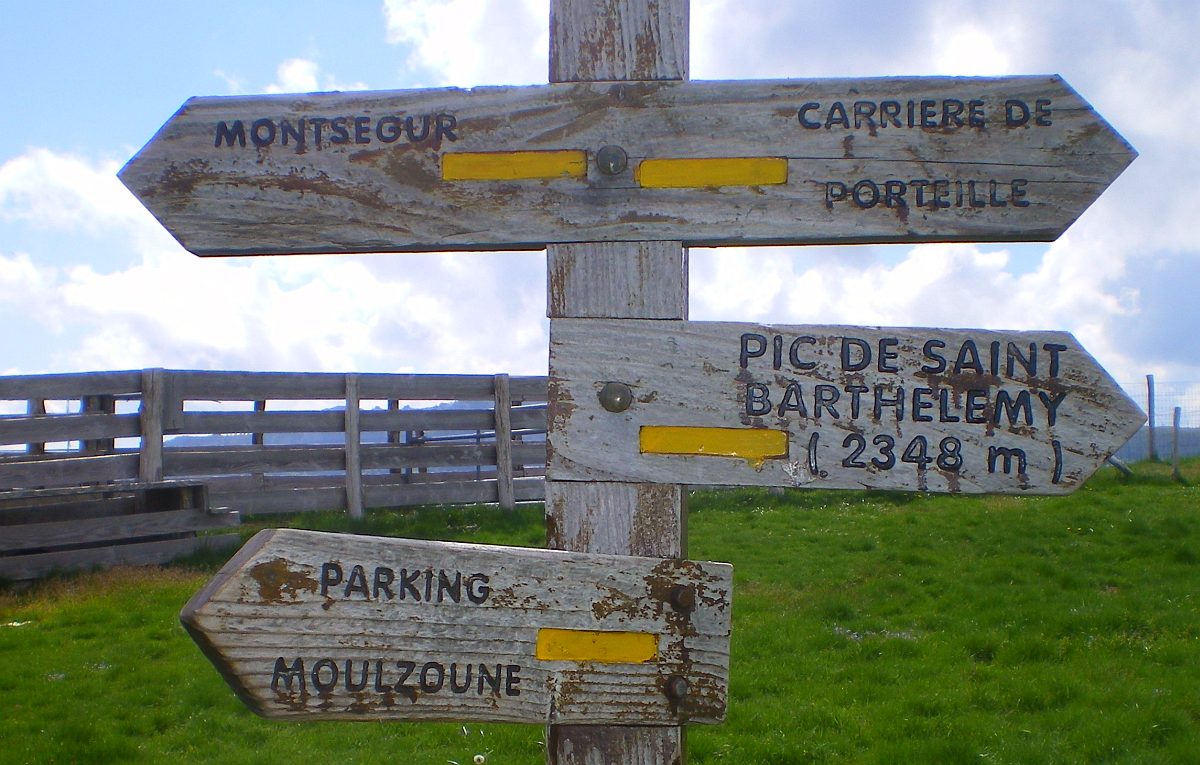 MONTSEGUR
CARRIERE DE
PORTEILLE
PIC DE SAINT
BARTHELEMY
(2348 m)
PARKING
MOULZOUNE